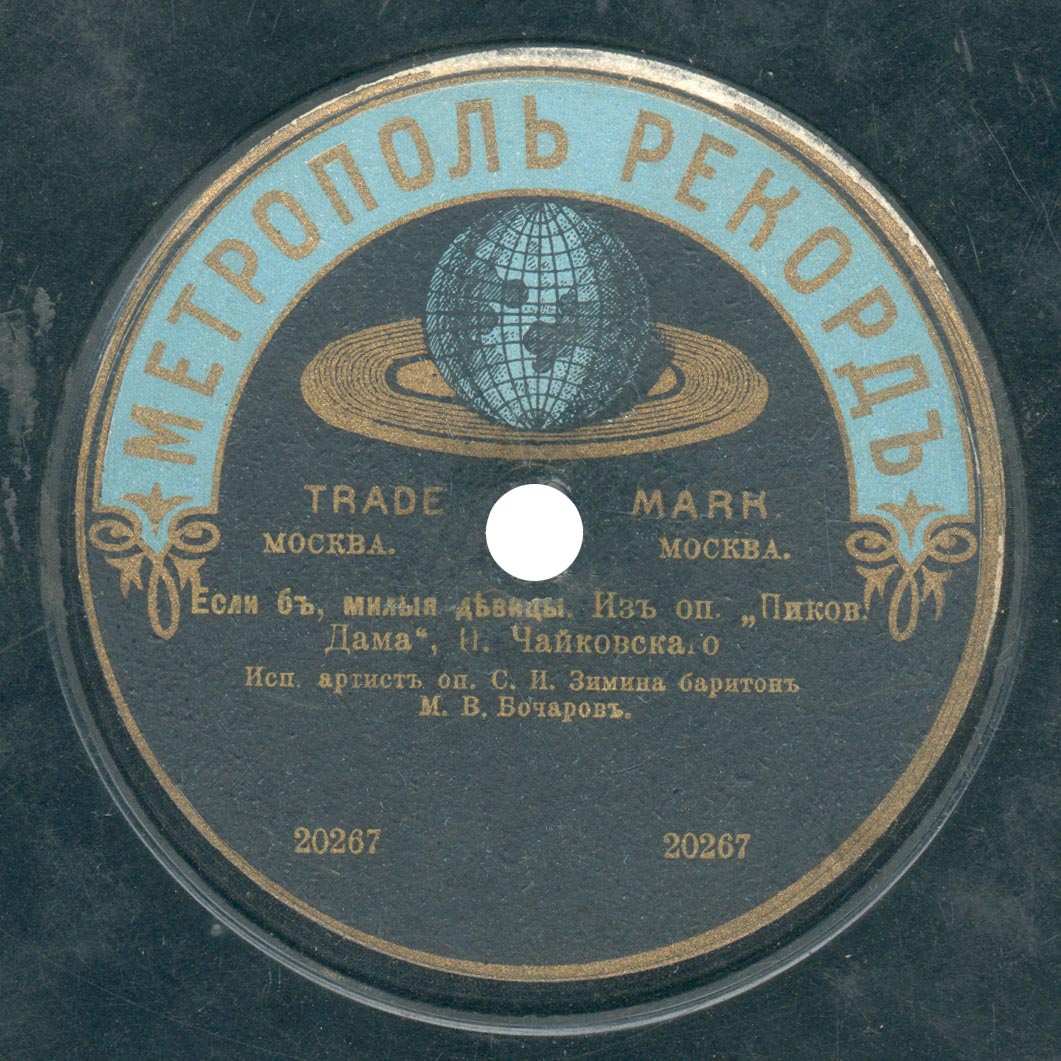 МЕТРОПОЛЬ РЕКОРДЪ
TRADE MARK.
МОСКВА. МОСКВА.
Если бъ, милыя дѣвицы. Изъ оп. „Пиков.
Дама“, П. Чайковскаго
Исп. артистъ оп. С. И. Зимина баритонъ
М. В. Бочаровъ.
20267 20267